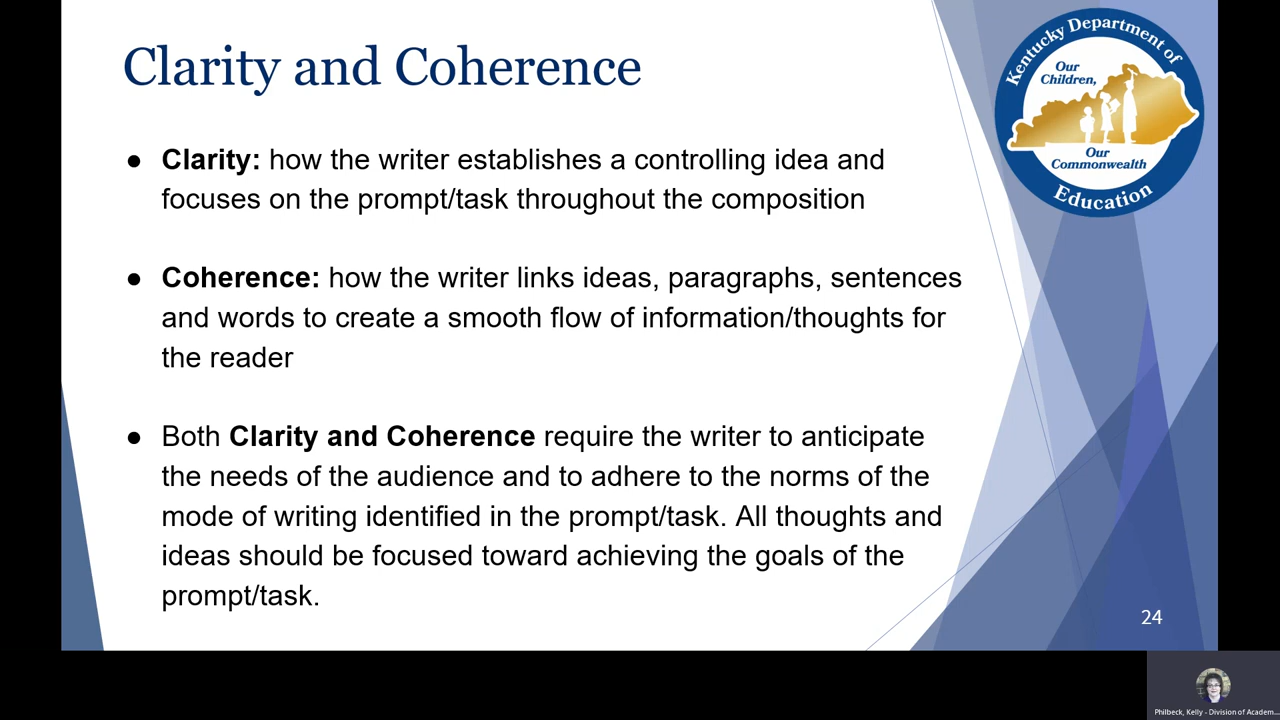 Clarity and Coherence
Kentucky Department of
Our
Children,
Our
Commonwealth
Education
● Clarity: how the writer establishes a controlling idea and
focuses on the prompt/task throughout the composition
● Coherence: how the writer links ideas, paragraphs, sentences
and words to create a smooth flow of information/thoughts for
the reader
● Both Clarity and Coherence require the writer to anticipate
the needs of the audience and to adhere to the norms of the
mode of writing identified in the prompt/task. All thoughts and
ideas should be focused toward achieving the goals of the
prompt/task.
24
Philbeck, Kelly - Division of Academ...